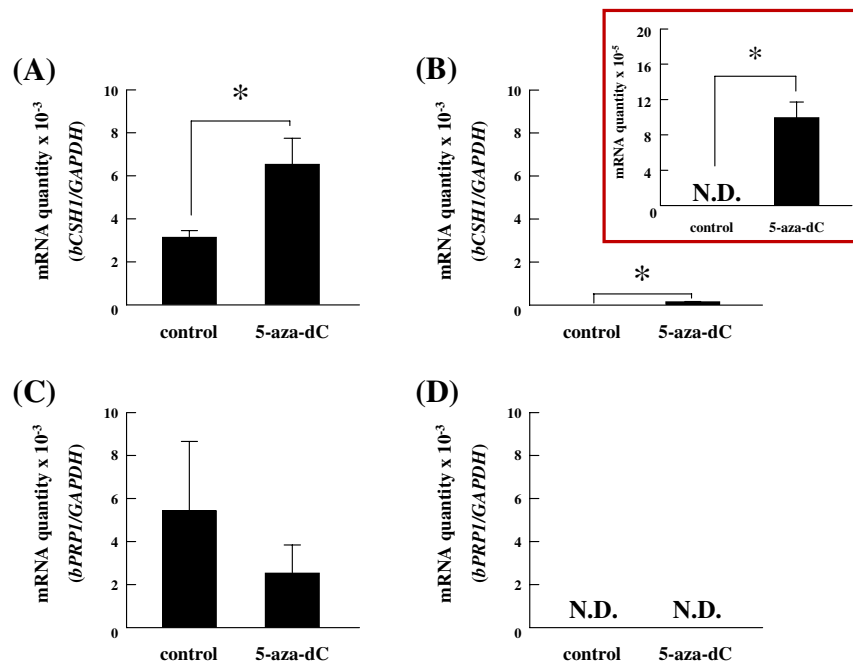 (A)
mRNA quantity x 10⁻³
(bCSH1/GAPDH)
10
8
6
4
2
0
*
control 5-aza-dC
(B)
mRNA quantity x 10⁻³
(bCSH1/GAPDH)
10
8
6
4
2
0
*
control 5-aza-dC
mRNA quantity x 10⁻⁵
20
16
12
8
4
0
*
N.D.
control 5-aza-dC
(C)
mRNA quantity x 10⁻³
(bPRP1/GAPDH)
10
8
6
4
2
0
control 5-aza-dC
(D)
mRNA quantity x 10⁻³
(bPRP1/GAPDH)
10
8
6
4
2
0
N.D. N.D.
control 5-aza-dC